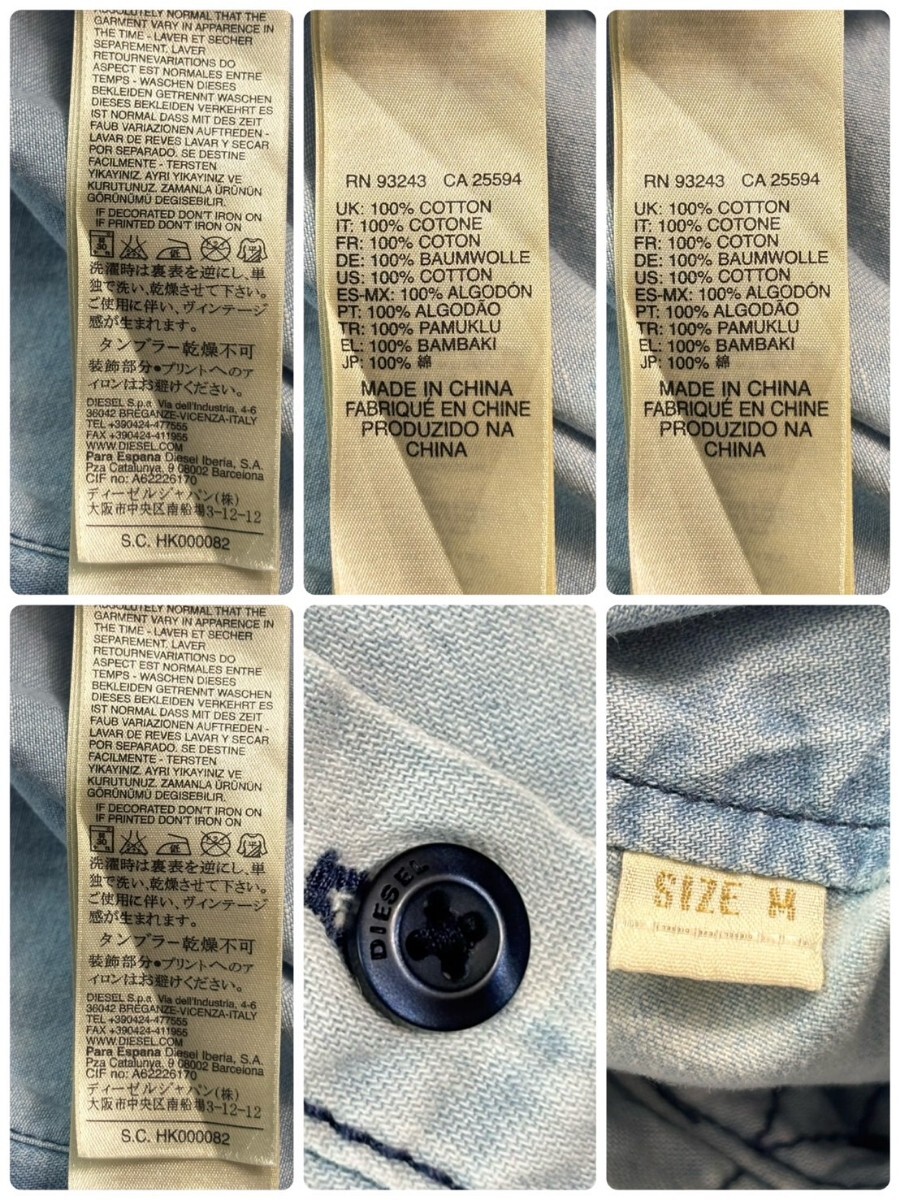 ABSOLUTELY NORMAL THAT THE
GARMENT VARY IN APPARENCE IN
THE TIME - LAVER ET SECHER
SEPAREMENT. LAVER
RETOURNEVARIATIONS DO
ASPECT EST NORMALES ENTRE
TEMPS - WASCHEN DIESES
BEKLEIDEN GETRENNT WASCHEN
DIESES BEKLEIDEN VERKEHRT ES
IST NORMAL DASS MIT DES ZEIT
FAUB VARIAZIONEN AUFTREDEN -
LAVAR DE REVES LAVAR Y SECAR
POR SEPARADO. SE DESTINE
FACILMENTE - TERSTEN
YIKAYINIZ. AYRI YIKAYINIZ VE
KURUTUNUZ. ZAMANLA ÜRÜNÜN
GÖRÜNÜMÜ DEGISEBILIR.
IF DECORATED DON'T IRON ON
IF PRINTED DON'T IRON ON
洗濯時は裏表を逆にし、単
独で洗い、乾燥させて下さい。
ご使用に伴い、ヴィンテージ
感が生まれます。
タンブラー乾燥不可
装飾部分•プリントへのア
イロンはお避けください。
DIESEL S.p.a Via dell'Industria, 4-6
36042 BREGANZE-VICENZA-ITALY
TEL +390424-477555
FAX +390424-411955
WWW.DIESEL.COM
Para Espana Diesel Iberia, S.A.
Pza Catalunya, 9 08002 Barcelona
CIF no: A62226170
ディーゼルジャパン(株)
大阪市中央区南船場3-12-12
S.C. HK000082
RN 93243 CA 25594
UK: 100% COTTON
IT: 100% COTONE
FR: 100% COTON
DE: 100% BAUMWOLLE
US: 100% COTTON
ES-MX: 100% ALGODÓN
PT: 100% ALGODÃO
TR: 100% PAMUKLU
EL: 100% BAMBAKI
JP: 100% 綿
MADE IN CHINA
FABRIQUÉ EN CHINE
PRODUZIDO NA
CHINA
RN 93243 CA 25594
UK: 100% COTTON
IT: 100% COTONE
FR: 100% COTON
DE: 100% BAUMWOLLE
US: 100% COTTON
ES-MX: 100% ALGODÓN
PT: 100% ALGODÃO
TR: 100% PAMUKLU
EL: 100% BAMBAKI
JP: 100% 綿
MADE IN CHINA
FABRIQUÉ EN CHINE
PRODUZIDO NA
CHINA
ABSOLUTELY NORMAL THAT THE
GARMENT VARY IN APPARENCE IN
THE TIME - LAVER ET SECHER
SEPAREMENT. LAVER
RETOURNEVARIATIONS DO
ASPECT EST NORMALES ENTRE
TEMPS - WASCHEN DIESES
BEKLEIDEN GETRENNT WASCHEN
DIESES BEKLEIDEN VERKEHRT ES
IST NORMAL DASS MIT DES ZEIT
FAUB VARIAZIONEN AUFTREDEN -
LAVAR DE REVES LAVAR Y SECAR
POR SEPARADO. SE DESTINE
FACILMENTE - TERSTEN
YIKAYINIZ. AYRI YIKAYINIZ VE
KURUTUNUZ. ZAMANLA ÜRÜNÜN
GÖRÜNÜMÜ DEGISEBILIR.
IF DECORATED DON'T IRON ON
IF PRINTED DON'T IRON ON
洗濯時は裏表を逆にし、単
独で洗い、乾燥させて下さい。
ご使用に伴い、ヴィンテージ
感が生まれます。
タンブラー乾燥不可
装飾部分•プリントへのア
イロンはお避けください。
DIESEL S.p.a Via dell'Industria, 4-6
36042 BREGANZE-VICENZA-ITALY
TEL +390424-477555
FAX +390424-411955
WWW.DIESEL.COM
Para Espana Diesel Iberia, S.A.
Pza Catalunya, 9 08002 Barcelona
CIF no: A62226170
ディーゼルジャパン(株)
大阪市中央区南船場3-12-12
S.C. HK000082
DIESEL
SIZE M